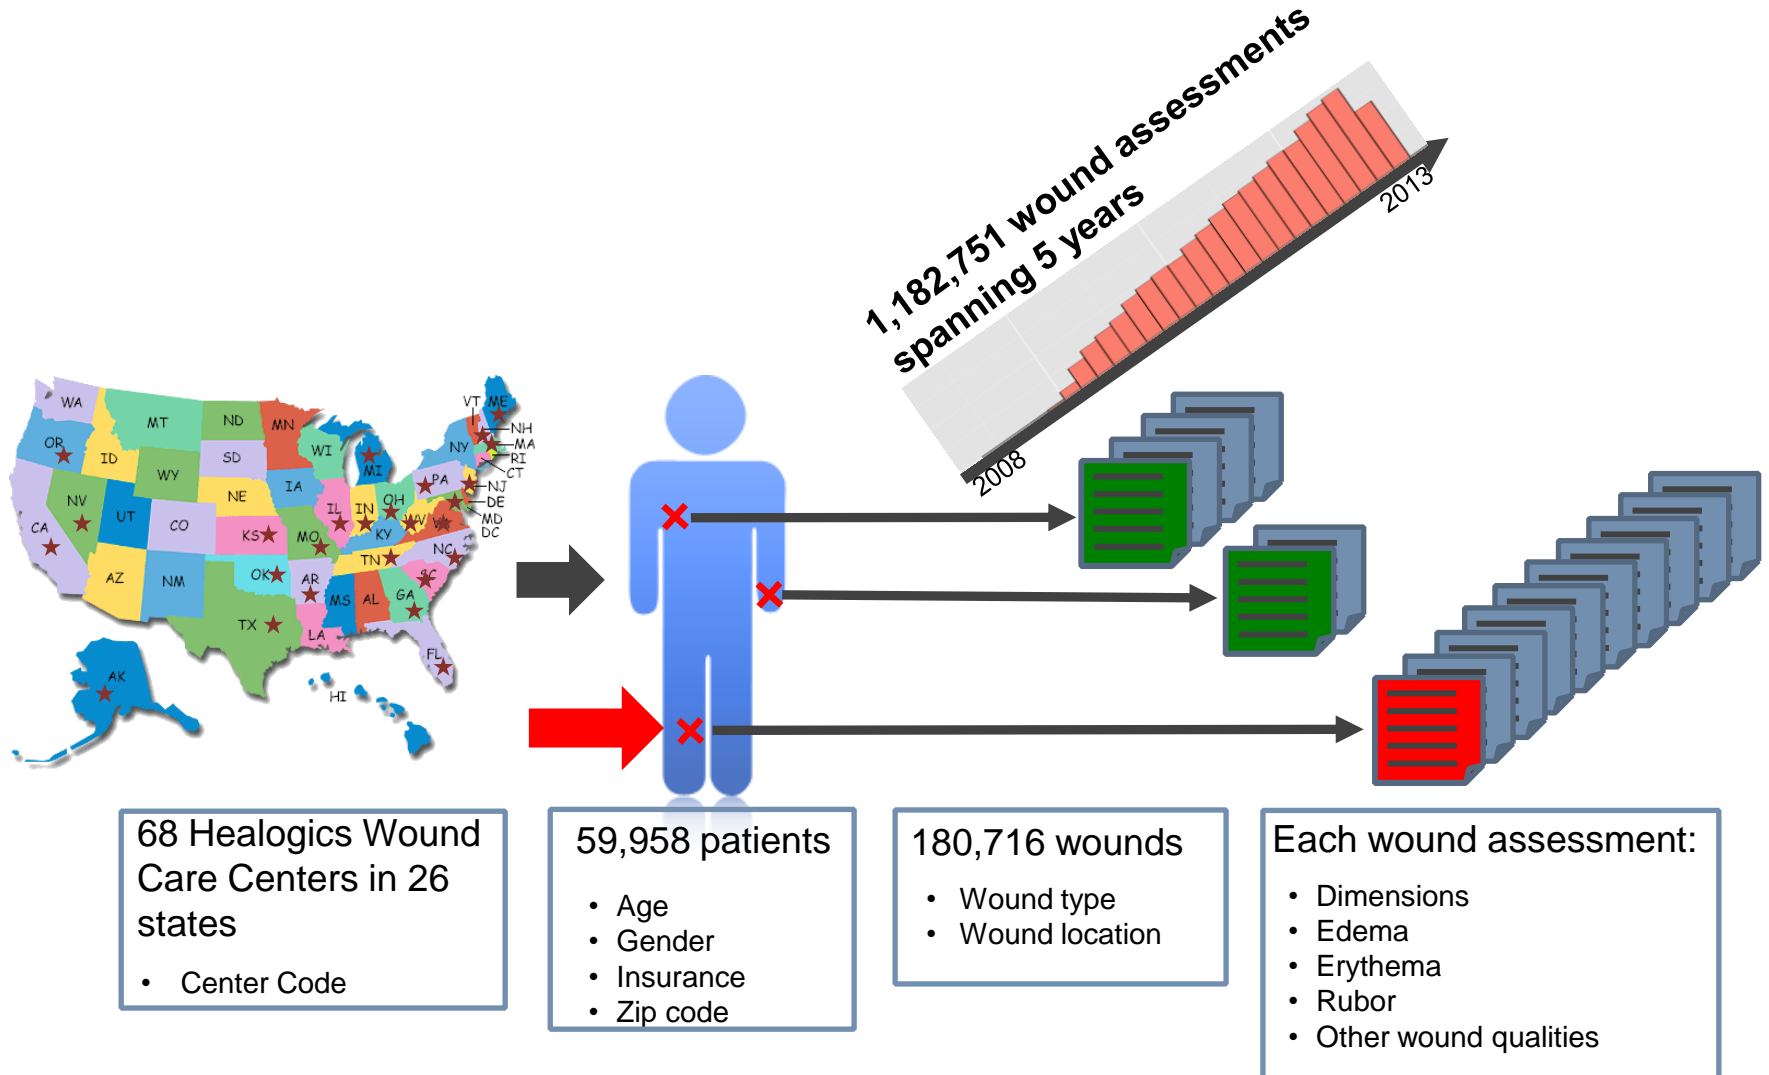 1,182,751 wound assessments
spanning 5 years
2008
2013
WA
MT
ND
MN
VT
ME
NH
MA
RI
CT
OR
ID
WY
SD
WI
MI
NY
PA
NJ
DE
MD
DC
NV
UT
CO
NE
IA
IL
IN
OH
WV
VA
CA
KS
MO
KY
NC
AZ
NM
OK
AR
TN
SC
TX
LA
MS
AL
GA
FL
AK
HI
68 Healogics Wound
Care Centers in 26
states
• Center Code
59,958 patients
• Age
• Gender
• Insurance
• Zip code
180,716 wounds
• Wound type
• Wound location
Each wound assessment:
• Dimensions
• Edema
• Erythema
• Rubor
• Other wound qualities